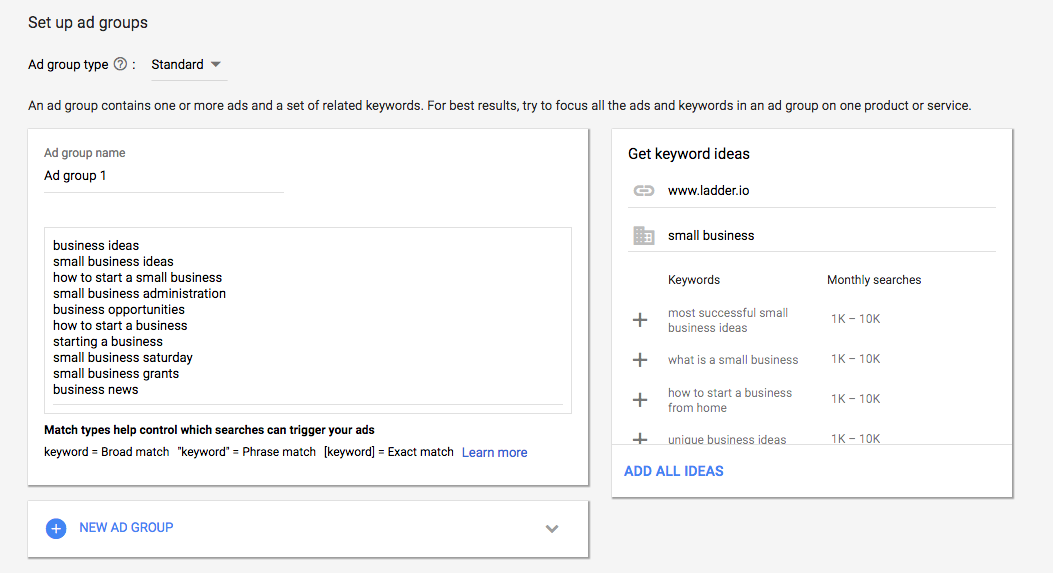 Set up ad groups
Ad group type ? : Standard
An ad group contains one or more ads and a set of related keywords. For best results, try to focus all the ads and keywords in an ad group on one product or service.
Ad group name
Ad group 1
business ideas
small business ideas
how to start a small business
small business administration
business opportunities
how to start a business
starting a business
small business saturday
small business grants
business news
Match types help control which searches can trigger your ads
keyword = Broad match "keyword" = Phrase match [keyword] = Exact match Learn more
+ NEW AD GROUP
Get keyword ideas
www.ladder.io
small business
Keywords Monthly searches
+ most successful small 1K – 10K
business ideas
+ what is a small business 1K – 10K
+ how to start a business 1K – 10K
from home
+ unique business ideas 1K – 10K
ADD ALL IDEAS